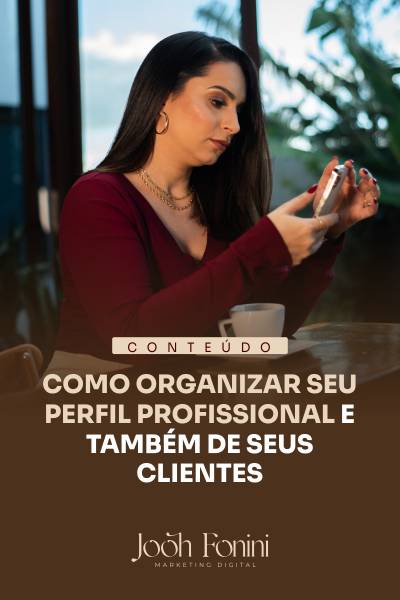 CONTEÚDO
COMO ORGANIZAR SEU
PERFIL PROFISSIONAL E
TAMBÉM DE SEUS
CLIENTES
Jooh Fonini
MARKETING DIGITAL